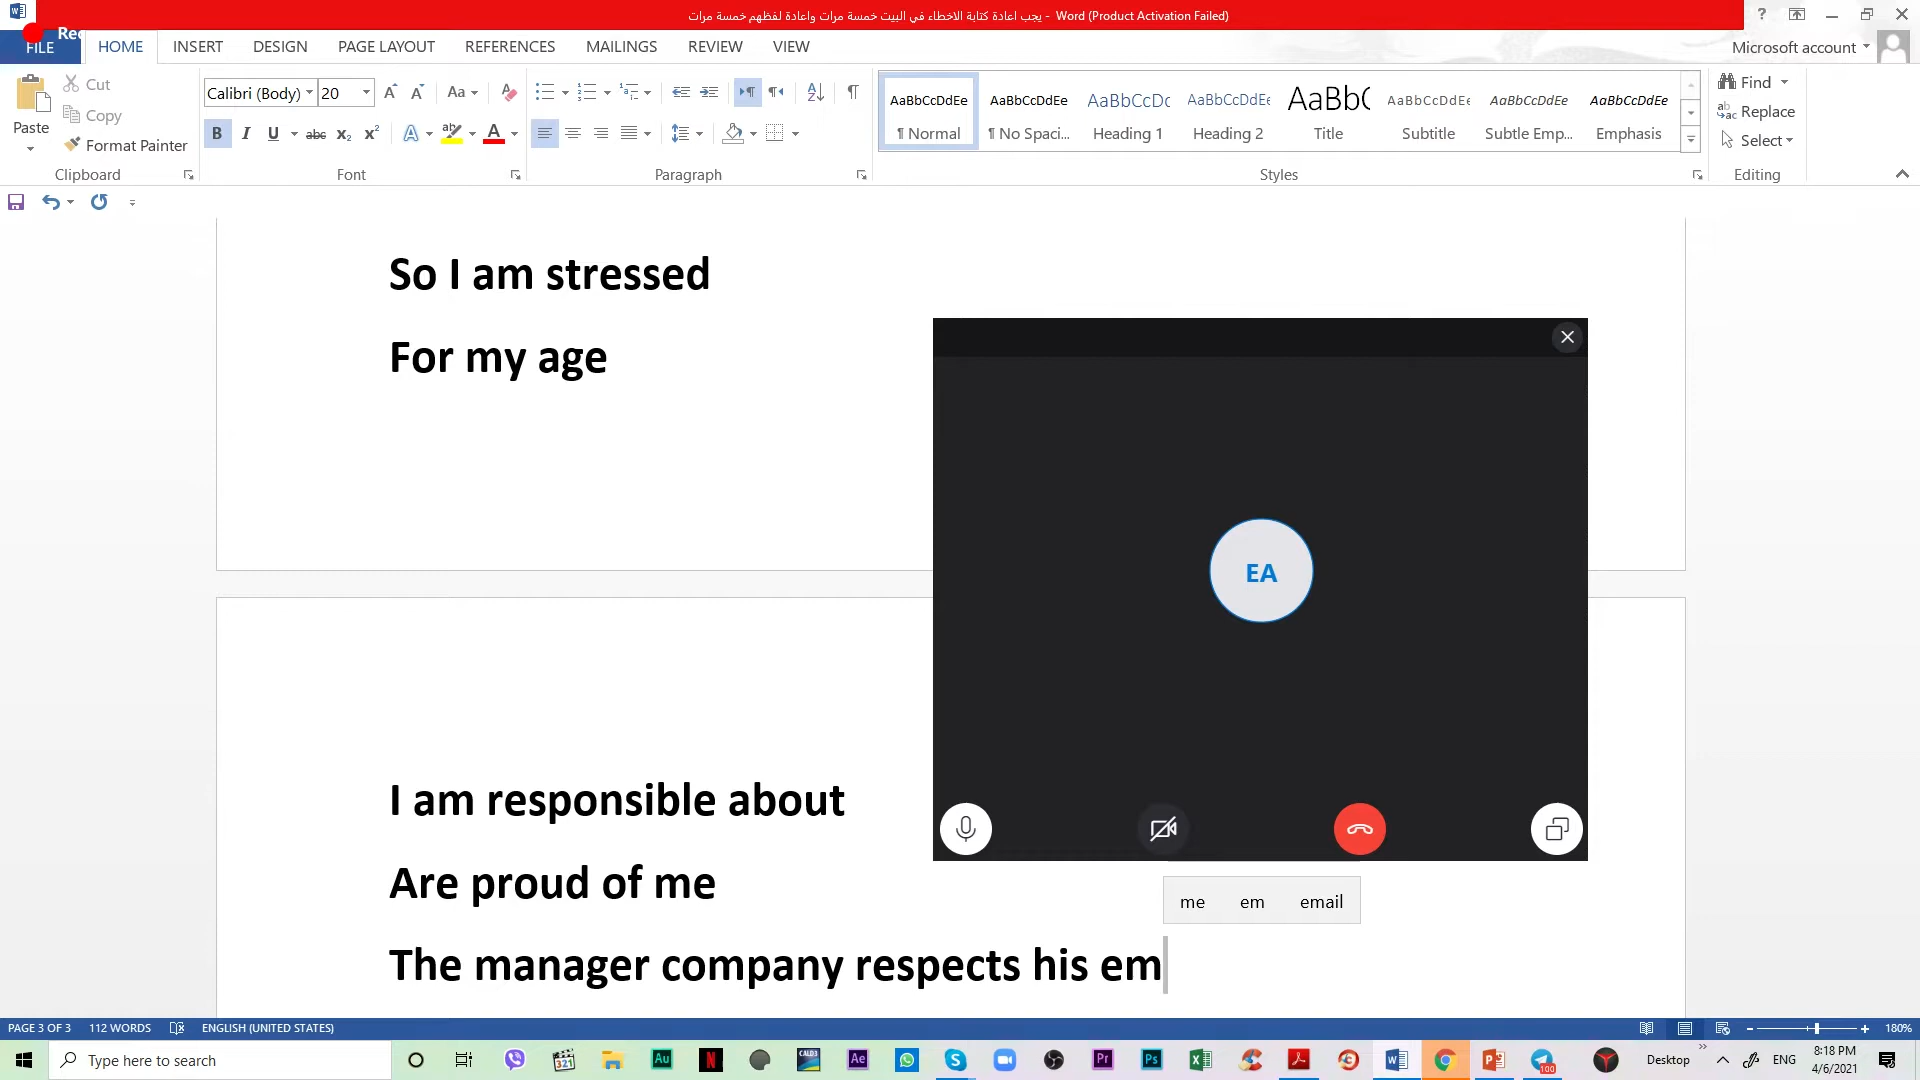 يجب اعادة كتابة الاخطاء في البيت خمسة مرات واعادة لفظهم خمسة مرات - Word (Product Activation Failed)
?
FILE
HOME
INSERT
DESIGN
PAGE LAYOUT
REFERENCES
MAILINGS
REVIEW
VIEW
Microsoft account
Paste
Cut
Copy
Format Painter
Clipboard
Calibri (Body)
20
Aa
B I U abc X₂ X²
Font
Paragraph
AaBbCcDdEe
¶ Normal
AaBbCcDdEe
¶ No Spaci...
AaBbCcDc
Heading 1
AaBbCcDdEe
Heading 2
AaBbC
Title
AaBbCcDdEe
Subtitle
AaBbCcDdEe
Subtle Emp...
AaBbCcDdEe
Emphasis
Styles
Find
Replace
Select
Editing
So I am stressed
For my age
EA
I am responsible about
Are proud of me
me em email
The manager company respects his em
PAGE 3 OF 3
112 WORDS
ENGLISH (UNITED STATES)
180%
Type here to search
Desktop
ENG
8:18 PM
4/6/2021